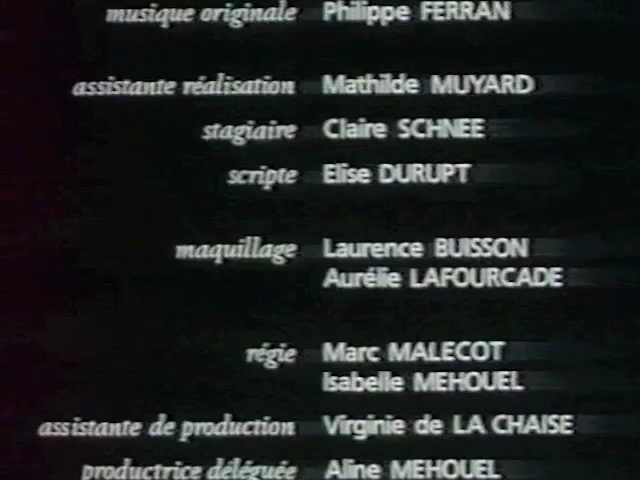 musique originale Philippe FERRAN
assistante réalisation Mathilde MUYARD
stagiaire Claire SCHNEE
scripte Elise DURUPT
maquillage Laurence BUISSON
Aurélie LAFOURCADE
régie Marc MALECOT
Isabelle MEHOUEL
assistante de production Virginie de LA CHAISE
productrice déléguée Aline MEHOUEL